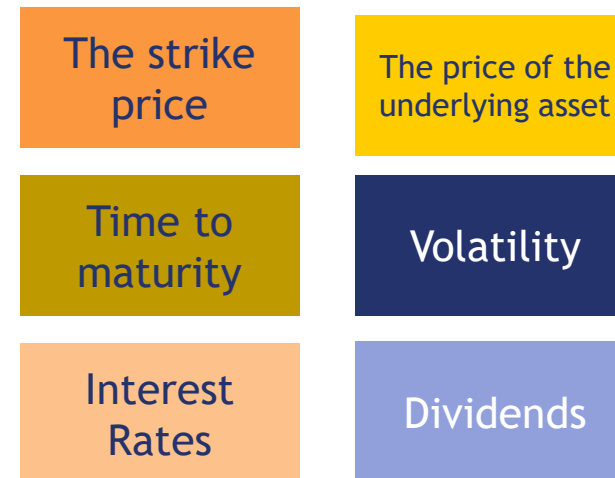 The strike
price
The price of the
underlying asset
Time to
maturity
Volatility
Interest
Rates
Dividends